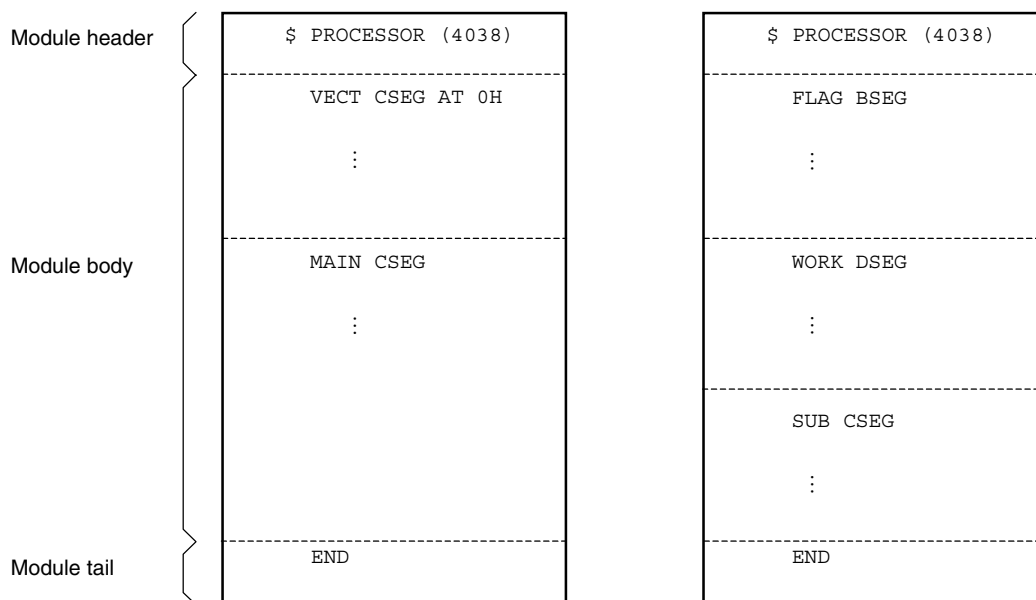 Module header
$ PROCESSOR (4038)
$ PROCESSOR (4038)
VECT CSEG AT 0H
⋮
FLAG BSEG
⋮
Module body
MAIN CSEG
⋮
WORK DSEG
⋮
SUB CSEG
⋮
Module tail
END
END